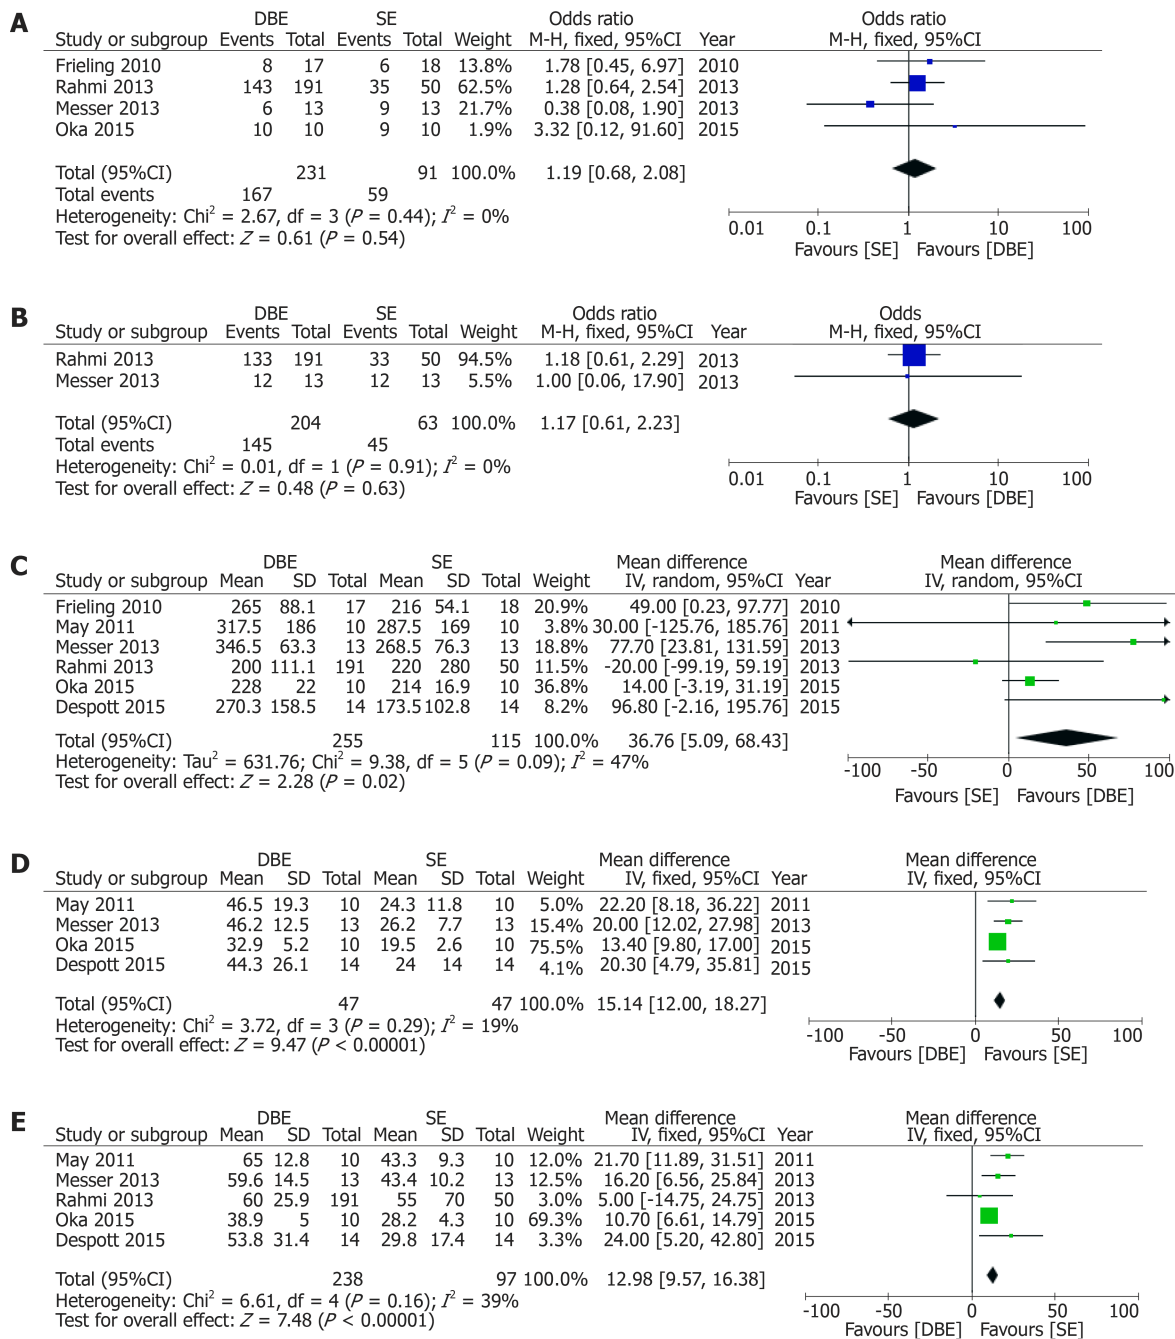 A
DBE SE Odds ratio Odds ratio
Study or subgroup Events Total Events Total Weight M-H, fixed, 95%CI Year M-H, fixed, 95%CI
Frieling 2010 8 17 6 18 13.8% 1.78 [0.45, 6.97] 2010
Rahmi 2013 143 191 35 50 62.5% 1.28 [0.64, 2.54] 2013
Messer 2013 6 13 9 13 21.7% 0.38 [0.08, 1.90] 2013
Oka 2015 10 10 9 10 1.9% 3.32 [0.12, 91.60] 2015
Total (95%CI) 231 91 100.0% 1.19 [0.68, 2.08]
Total events 167 59
Heterogeneity: Chi² = 2.67, df = 3 (P = 0.44); I² = 0%
Test for overall effect: Z = 0.61 (P = 0.54)
0.01 0.1 1 10 100
Favours [SE] Favours [DBE]
B
DBE SE Odds ratio Odds
Study or subgroup Events Total Events Total Weight M-H, fixed, 95%CI Year M-H, fixed, 95%CI
Rahmi 2013 133 191 33 50 94.5% 1.18 [0.61, 2.29] 2013
Messer 2013 12 13 12 13 5.5% 1.00 [0.06, 17.90] 2013
Total (95%CI) 204 63 100.0% 1.17 [0.61, 2.23]
Total events 145 45
Heterogeneity: Chi² = 0.01, df = 1 (P = 0.91); I² = 0%
Test for overall effect: Z = 0.48 (P = 0.63)
0.01 0.1 1 10 100
Favours [SE] Favours [DBE]
C
DBE SE Mean difference Mean difference
Study or subgroup Mean SD Total Mean SD Total Weight IV, random, 95%CI Year IV, random, 95%CI
Frieling 2010 265 88.1 17 216 54.1 18 20.9% 49.00 [0.23, 97.77] 2010
May 2011 317.5 186 10 287.5 169 10 3.8% 30.00 [-125.76, 185.76] 2011
Messer 2013 346.5 63.3 13 268.5 76.3 13 18.8% 77.70 [23.81, 131.59] 2013
Rahmi 2013 200 111.1 191 220 280 50 11.5% -20.00 [-99.19, 59.19] 2013
Oka 2015 228 22 10 214 16.9 10 36.8% 14.00 [-3.19, 31.19] 2015
Despott 2015 270.3 158.5 14 173.5 102.8 14 8.2% 96.80 [-2.16, 195.76] 2015
Total (95%CI) 255 115 100.0% 36.76 [5.09, 68.43]
Heterogeneity: Tau² = 631.76; Chi² = 9.38, df = 5 (P = 0.09); I² = 47%
Test for overall effect: Z = 2.28 (P = 0.02)
-100 -50 0 50 100
Favours [SE] Favours [DBE]
D
DBE SE Mean difference Mean difference
Study or subgroup Mean SD Total Mean SD Total Weight IV, fixed, 95%CI Year IV, fixed, 95%CI
May 2011 46.5 19.3 10 24.3 11.8 10 5.0% 22.20 [8.18, 36.22] 2011
Messer 2013 46.2 12.5 13 26.2 7.7 13 15.4% 20.00 [12.02, 27.98] 2013
Oka 2015 32.9 5.2 10 19.5 2.6 10 75.5% 13.40 [9.80, 17.00] 2015
Despott 2015 44.3 26.1 14 24 14 14 4.1% 20.30 [4.79, 35.81] 2015
Total (95%CI) 47 47 100.0% 15.14 [12.00, 18.27]
Heterogeneity: Chi² = 3.72, df = 3 (P = 0.29); I² = 19%
Test for overall effect: Z = 9.47 (P < 0.00001)
-100 -50 0 50 100
Favours [DBE] Favours [SE]
E
DBE SE Mean difference Mean difference
Study or subgroup Mean SD Total Mean SD Total Weight IV, fixed, 95%CI Year IV, fixed, 95%CI
May 2011 65 12.8 10 43.3 9.3 10 12.0% 21.70 [11.89, 31.51] 2011
Messer 2013 59.6 14.5 13 43.4 10.2 13 12.5% 16.20 [6.56, 25.84] 2013
Rahmi 2013 60 25.9 191 55 70 50 3.0% 5.00 [-14.75, 24.75] 2013
Oka 2015 38.9 5 10 28.2 4.3 10 69.3% 10.70 [6.61, 14.79] 2015
Despott 2015 53.8 31.4 14 29.8 17.4 14 3.3% 24.00 [5.20, 42.80] 2015
Total (95%CI) 238 97 100.0% 12.98 [9.57, 16.38]
Heterogeneity: Chi² = 6.61, df = 4 (P = 0.16); I² = 39%
Test for overall effect: Z = 7.48 (P < 0.00001)
-100 -50 0 50 100
Favours [DBE] Favours [SE]